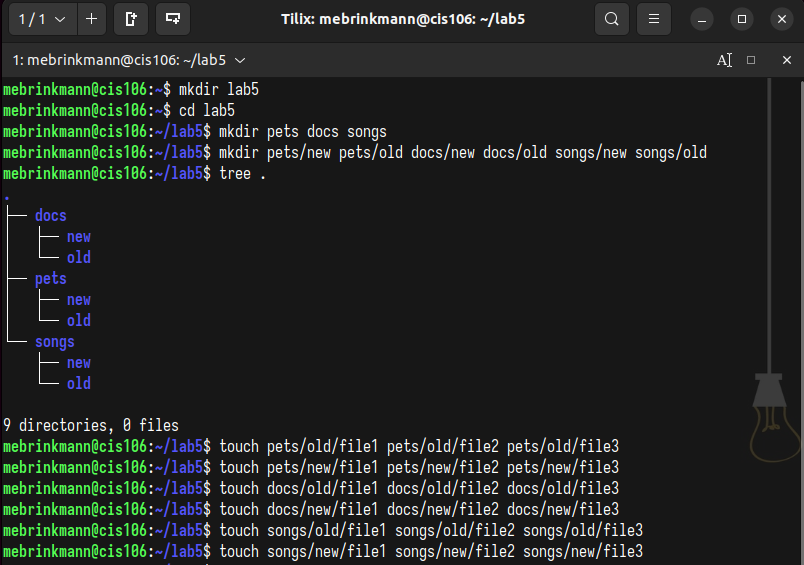 1 / 1
Tilix: mebrinkmann@cis106: ~/lab5
1: mebrinkmann@cis106: ~/lab5
mebrinkmann@cis106:~$ mkdir lab5
mebrinkmann@cis106:~$ cd lab5
mebrinkmann@cis106:~/lab5$ mkdir pets docs songs
mebrinkmann@cis106:~/lab5$ mkdir pets/new pets/old docs/new docs/old songs/new songs/old
mebrinkmann@cis106:~/lab5$ tree .
.
├── docs
│   ├── new
│   └── old
├── pets
│   ├── new
│   └── old
└── songs
    ├── new
    └── old
9 directories, 0 files
mebrinkmann@cis106:~/lab5$ touch pets/old/file1 pets/old/file2 pets/old/file3
mebrinkmann@cis106:~/lab5$ touch pets/new/file1 pets/new/file2 pets/new/file3
mebrinkmann@cis106:~/lab5$ touch docs/old/file1 docs/old/file2 docs/old/file3
mebrinkmann@cis106:~/lab5$ touch docs/new/file1 docs/new/file2 docs/new/file3
mebrinkmann@cis106:~/lab5$ touch songs/old/file1 songs/old/file2 songs/old/file3
mebrinkmann@cis106:~/lab5$ touch songs/new/file1 songs/new/file2 songs/new/file3